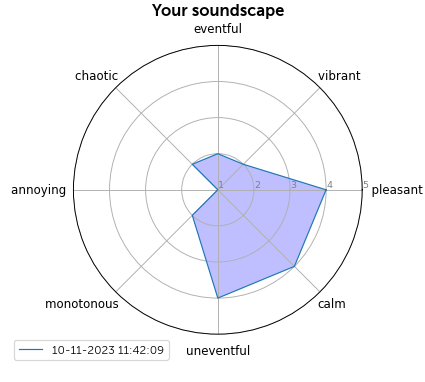 Your soundscape
eventful
chaotic
vibrant
annoying
1 2 3 4 5
pleasant
monotonous
calm
uneventful
10-11-2023 11:42:09